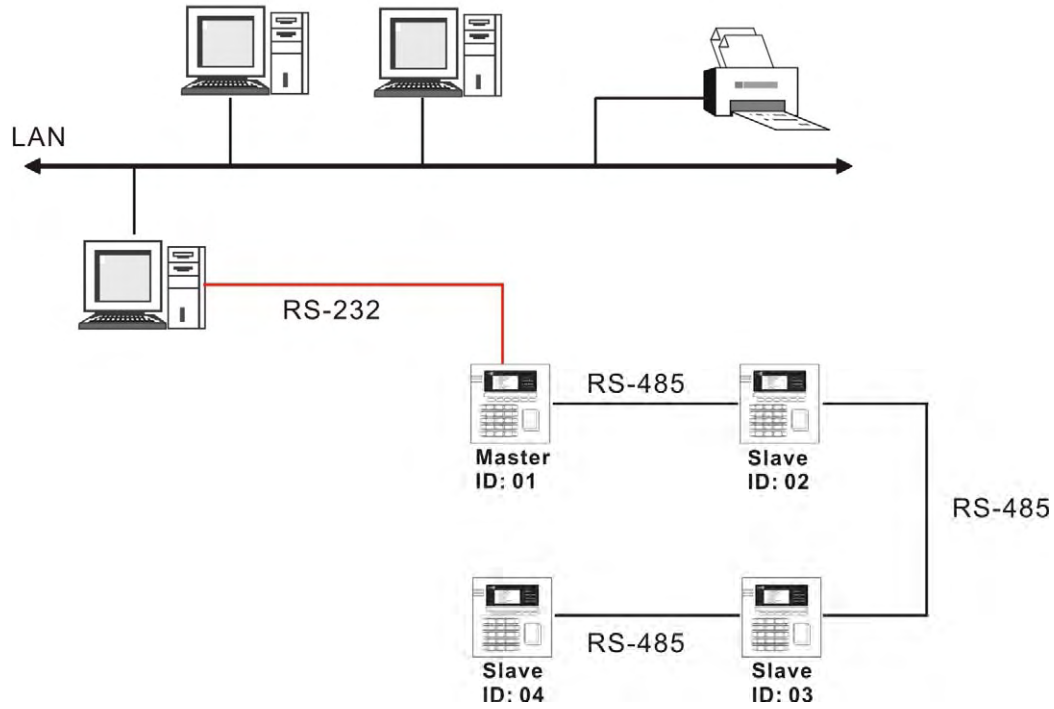 LAN
RS-232
RS-485
Master
ID: 01
Slave
ID: 02
RS-485
RS-485
Slave
ID: 04
Slave
ID: 03